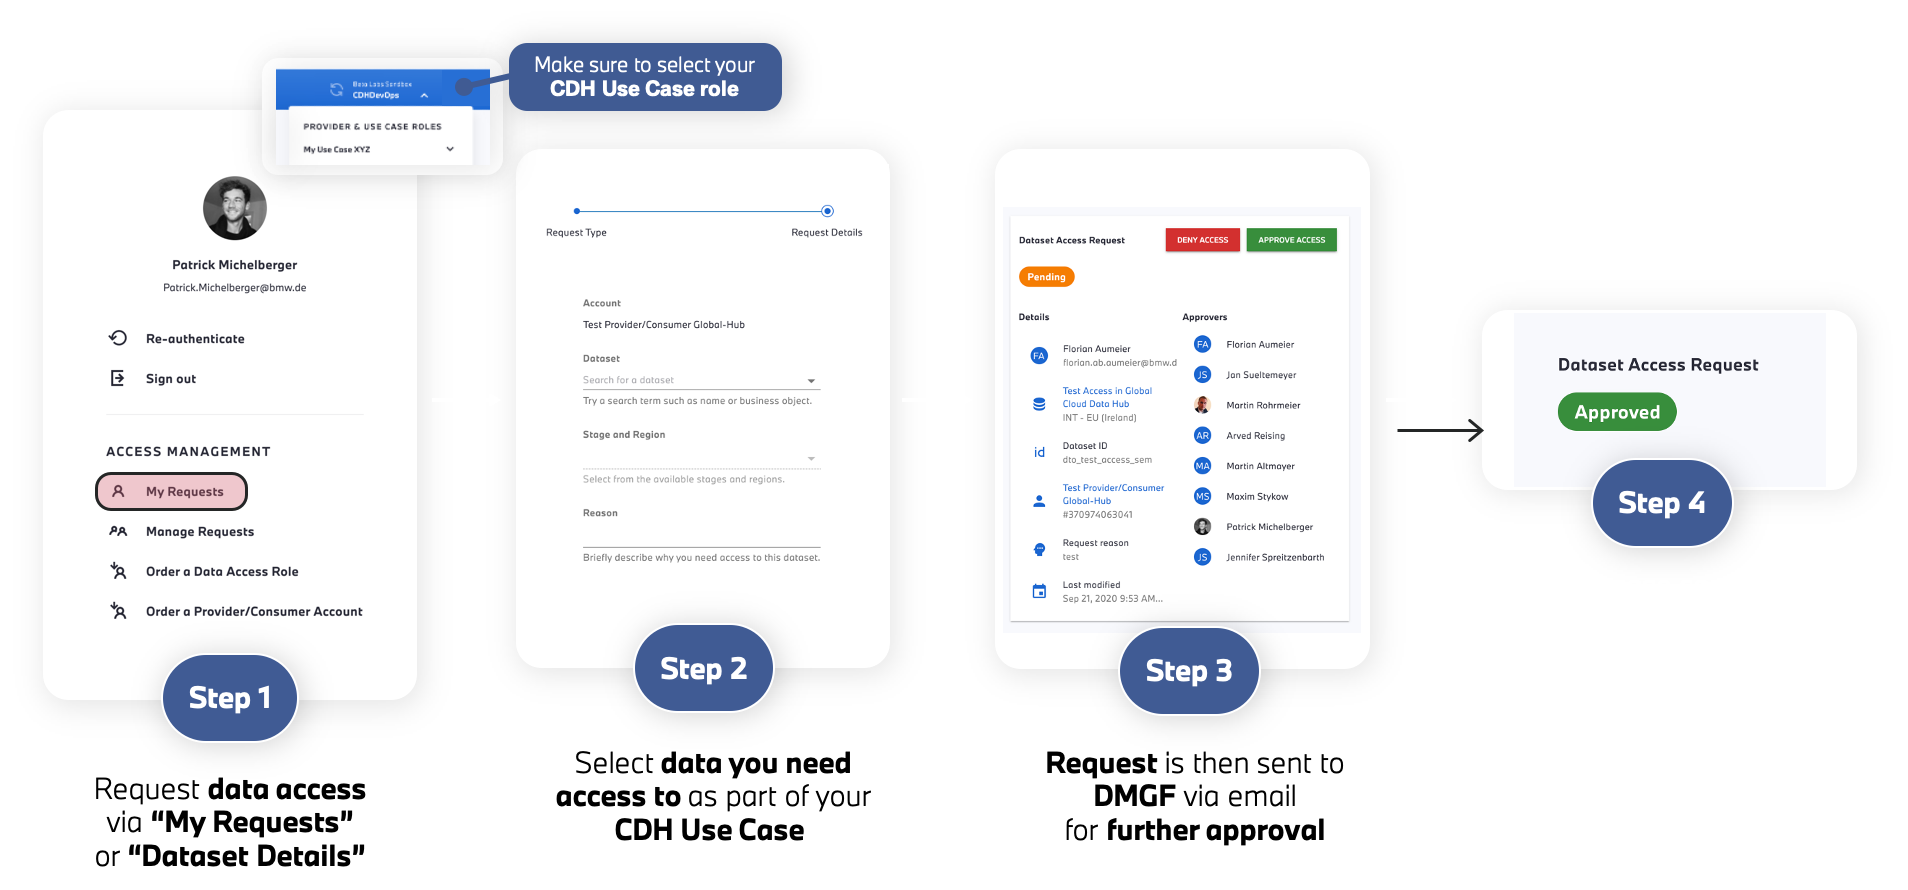 Make sure to select your
CDH Use Case role
Beta Labs Sandbox
CDHDevOps
PROVIDER & USE CASE ROLES
My Use Case XYZ
Patrick Michelberger
Patrick.Michelberger@bmw.de
Re-authenticate
Sign out
ACCESS MANAGEMENT
My Requests
Manage Requests
Order a Data Access Role
Order a Provider/Consumer Account
Step 1
Request data access
via “My Requests”
or “Dataset Details”
Request Type
Request Details
Account
Test Provider/Consumer Global-Hub
Dataset
Search for a dataset
Try a search term such as name or business object.
Stage and Region
Select from the available stages and regions.
Reason
Briefly describe why you need access to this dataset.
Step 2
Select data you need
access to as part of your
CDH Use Case
Dataset Access Request
DENY ACCESS
APPROVE ACCESS
Pending
Details
FA
Florian Aumeier
florian.ab.aumeier@bmw.d
Test Access in Global
Cloud Data Hub
INT - EU (Ireland)
id
Dataset ID
dto_test_access_sem
Test Provider/Consumer
Global-Hub
#370974063041
Request reason
test
Last modified
Sep 21, 2020 9:53 AM...
Approvers
FA Florian Aumeier
JS Jan Sueltemeyer
Martin Rohrmeier
AR Arved Reising
MA Martin Altmayer
MS Maxim Stykow
Patrick Michelberger
JS Jennifer Spreitzenbarth
Step 3
Request is then sent to
DMGF via email
for further approval
Dataset Access Request
Approved
Step 4